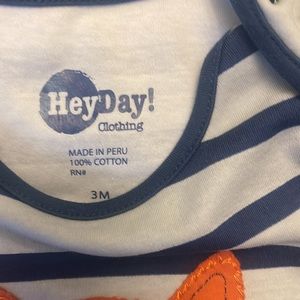 HeyDay!
Clothing
MADE IN PERU
100% COTTON
RN#
3M